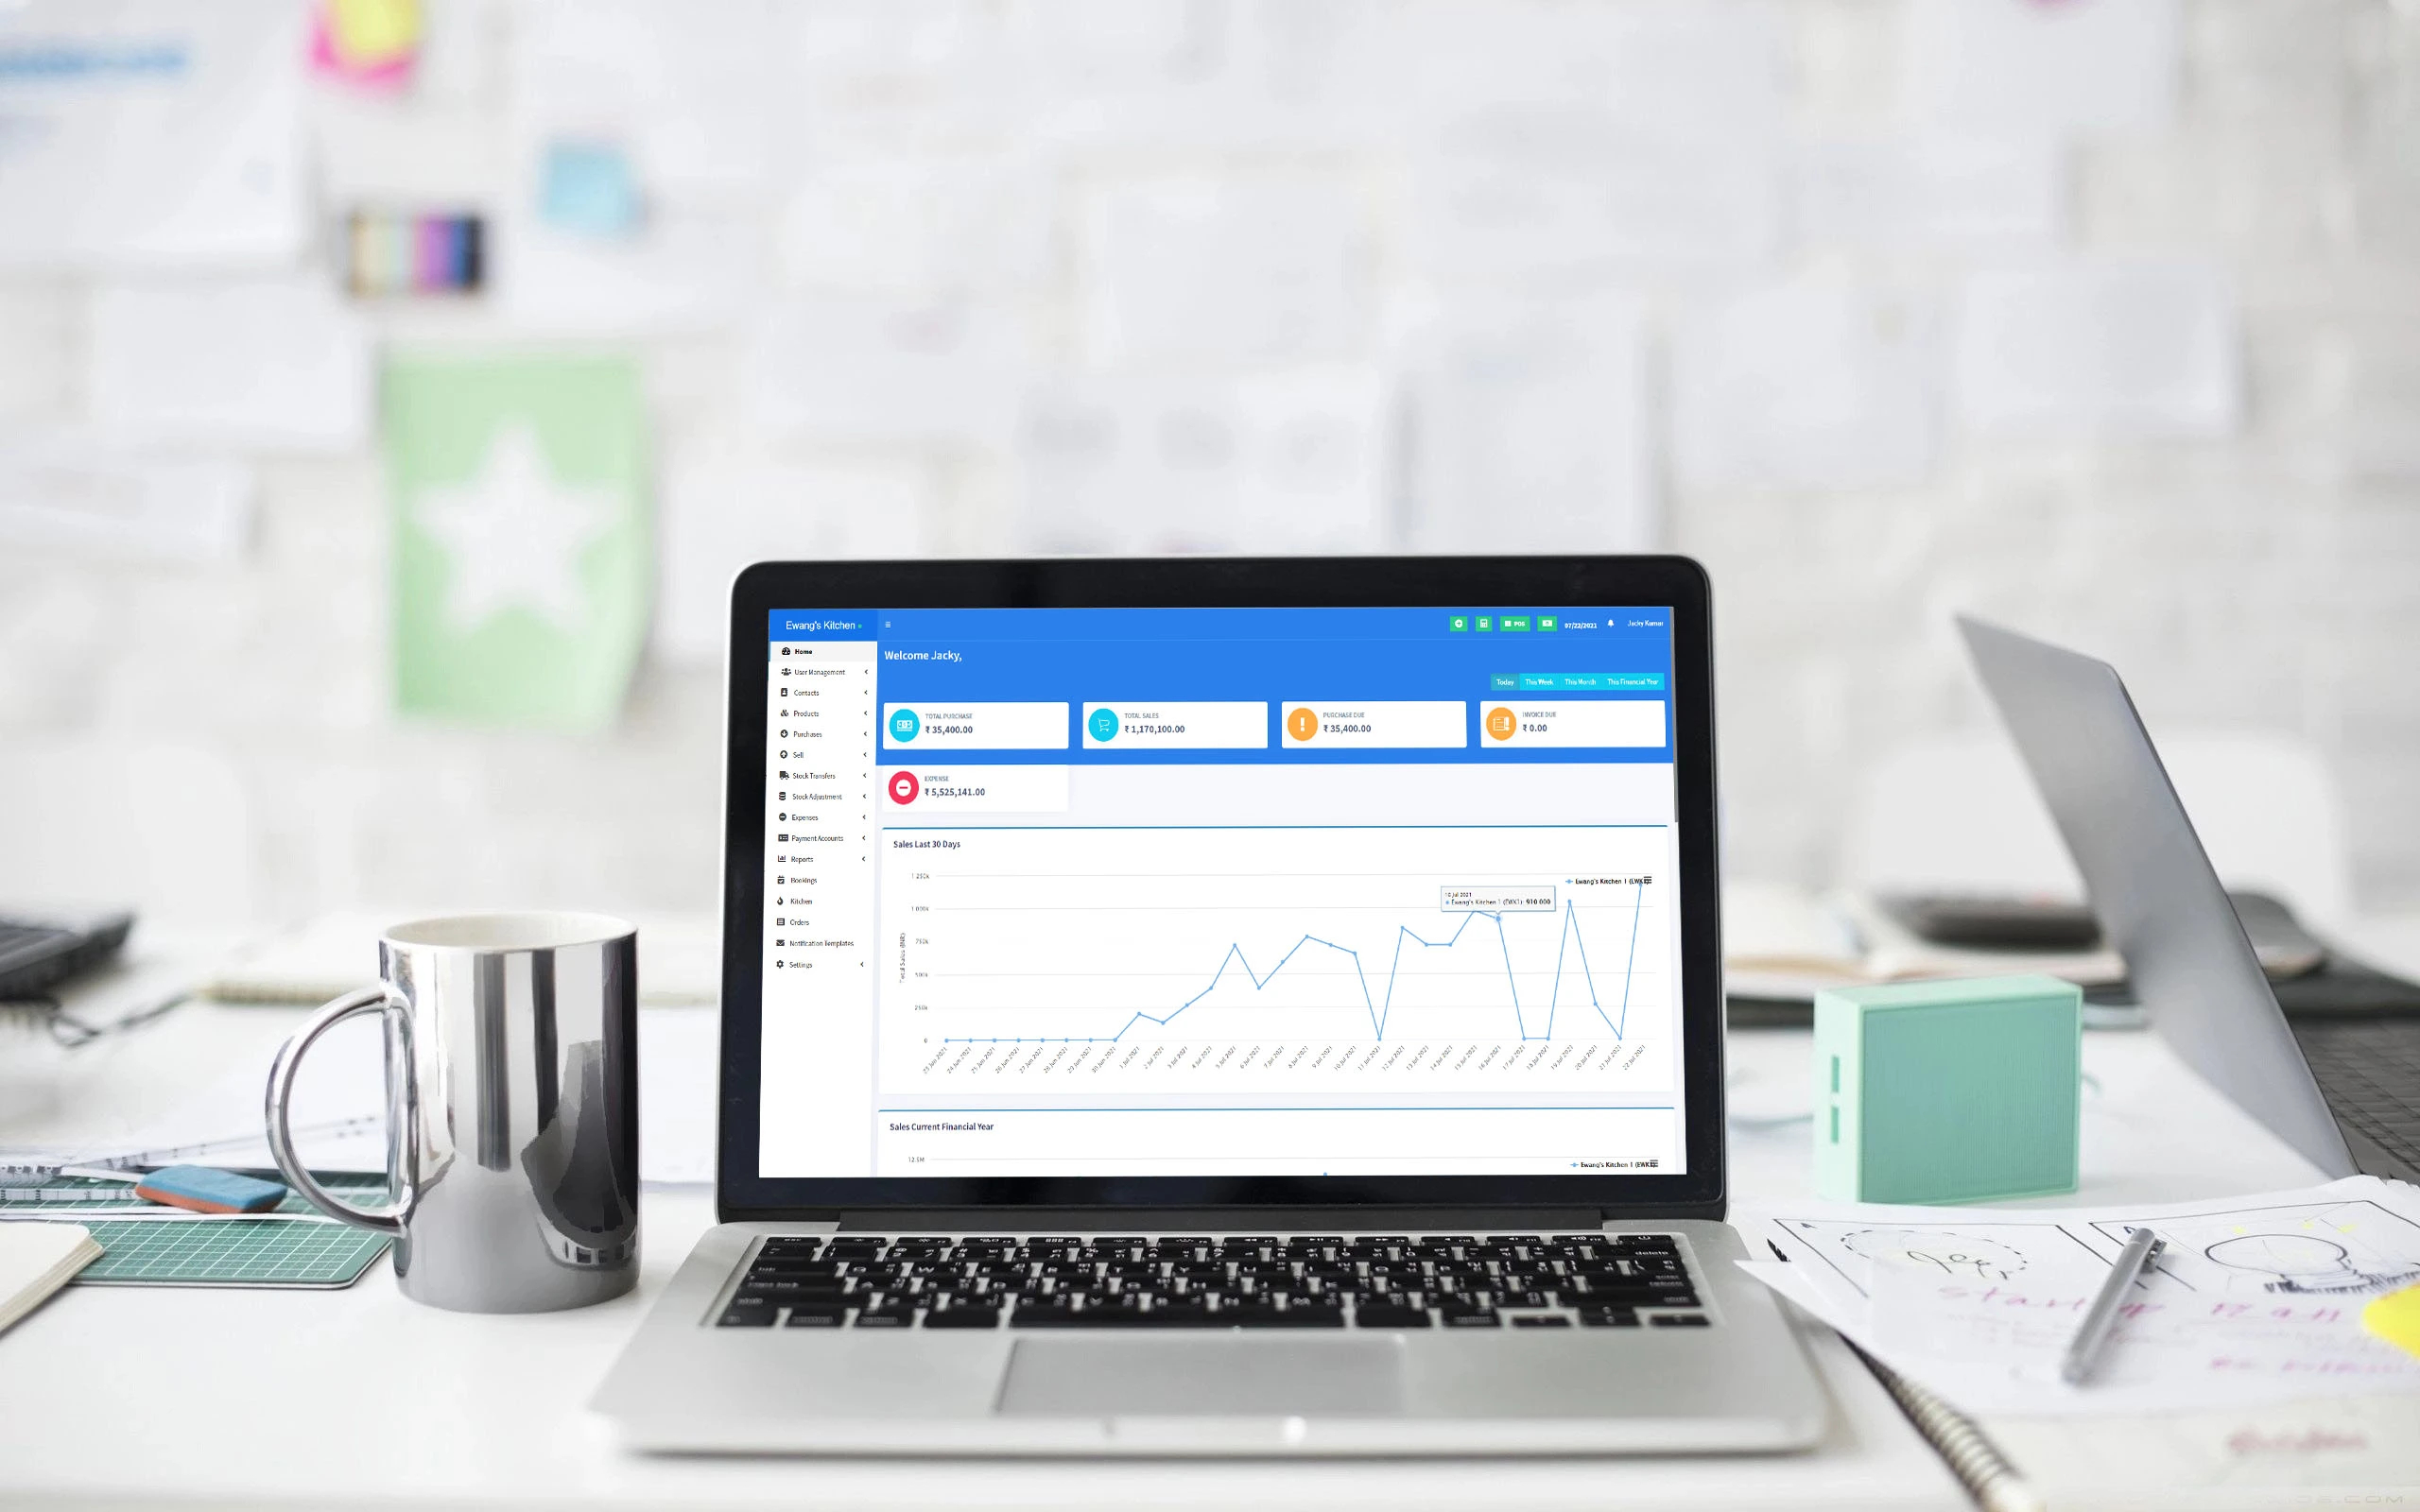 Ewang's Kitchen
POS
07/22/2021
Jacky Kumar
Home
User Management
Contacts
Products
Purchases
Sell
Stock Transfers
Stock Adjustment
Expenses
Payment Accounts
Reports
Bookings
Kitchen
Orders
Notification Templates
Settings
Welcome Jacky,
Today This Week This Month This Financial Year
TOTAL PURCHASE
₹ 35,400.00
TOTAL SALES
₹ 1,170,100.00
PURCHASE DUE
₹ 35,400.00
INVOICE DUE
₹ 0.00
EXPENSE
₹ 5,525,141.00
Sales Last 30 Days
Ewang's Kitchen 1 (EWK1)
16 Jul 2021
Ewang's Kitchen 1 (EWK1): 910 000
Total Sales (INR)
1 250k
1 000k
750k
500k
250k
0
23 Jun 2021
24 Jun 2021
25 Jun 2021
26 Jun 2021
27 Jun 2021
28 Jun 2021
29 Jun 2021
30 Jun 2021
1 Jul 2021
2 Jul 2021
3 Jul 2021
4 Jul 2021
5 Jul 2021
6 Jul 2021
7 Jul 2021
8 Jul 2021
9 Jul 2021
10 Jul 2021
11 Jul 2021
12 Jul 2021
13 Jul 2021
14 Jul 2021
15 Jul 2021
16 Jul 2021
17 Jul 2021
18 Jul 2021
19 Jul 2021
20 Jul 2021
21 Jul 2021
22 Jul 2021
Sales Current Financial Year
12.5M
Ewang's Kitchen 1 (EWK1)
delete
startup